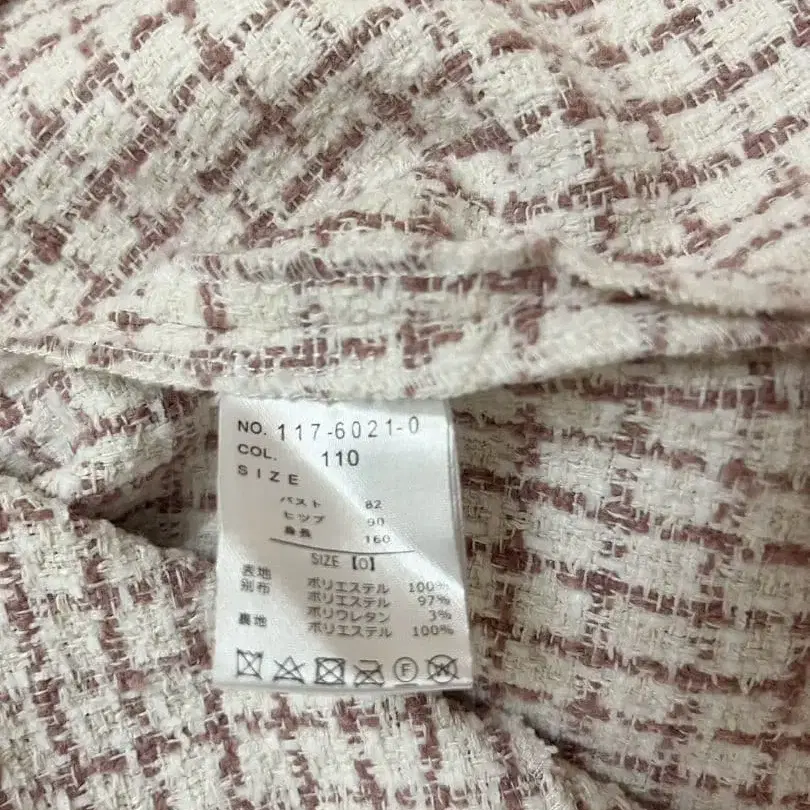 NO. 117-6021-0
COL. 110
SIZE
バスト 82
ヒップ 90
身長 160
SIZE 【0】
表地 ポリエステル 100%
別布 ポリエステル 97%
ポリウレタン 3%
裏地 ポリエステル 100%
F W